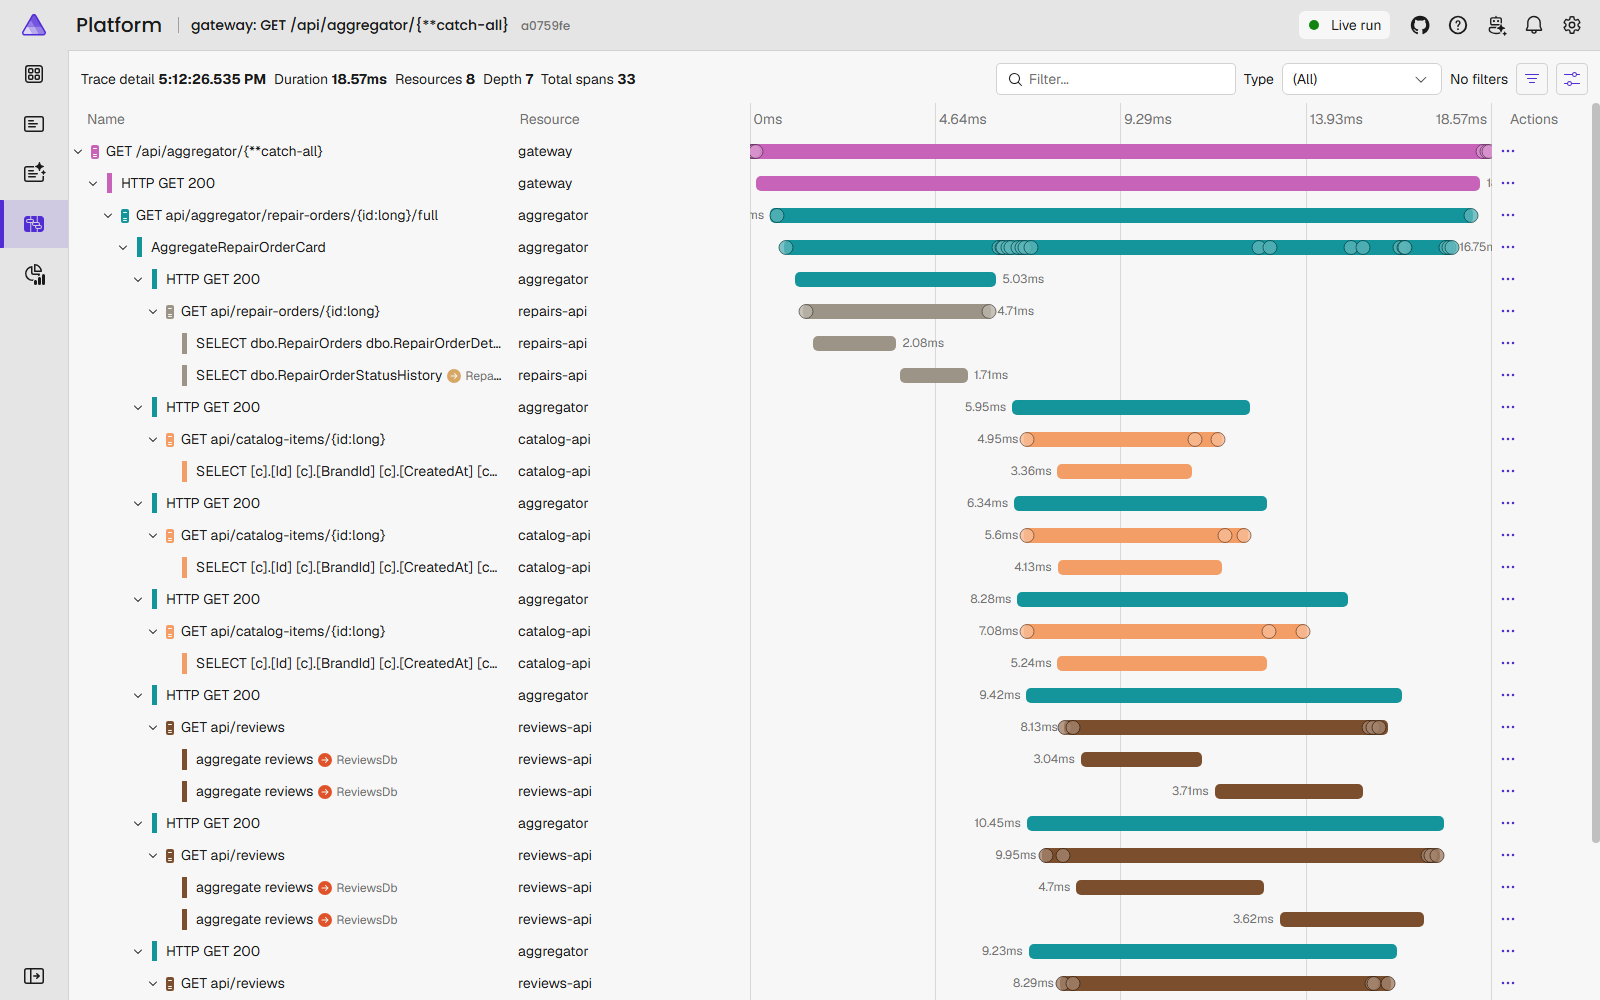 Platform gateway: GET /api/aggregator/{**catch-all} a0759fe Live run
Trace detail 5:12:26.535 PM Duration 18.57ms Resources 8 Depth 7 Total spans 33 Filter... Type (All) No filters
Name Resource 0ms 4.64ms 9.29ms 13.93ms 18.57ms Actions
GET /api/aggregator/{**catch-all} gateway
HTTP GET 200 gateway
GET api/aggregator/repair-orders/{id:long}/full aggregator ms
AggregateRepairOrderCard aggregator 16.75m
HTTP GET 200 aggregator 5.03ms
GET api/repair-orders/{id:long} repairs-api 4.71ms
SELECT dbo.RepairOrders dbo.RepairOrderDet... repairs-api 2.08ms
SELECT dbo.RepairOrderStatusHistory Repa... repairs-api 1.71ms
HTTP GET 200 aggregator 5.95ms
GET api/catalog-items/{id:long} catalog-api 4.95ms
SELECT [c].[Id] [c].[BrandId] [c].[CreatedAt] [c... catalog-api 3.36ms
HTTP GET 200 aggregator 6.34ms
GET api/catalog-items/{id:long} catalog-api 5.6ms
SELECT [c].[Id] [c].[BrandId] [c].[CreatedAt] [c... catalog-api 4.13ms
HTTP GET 200 aggregator 8.28ms
GET api/catalog-items/{id:long} catalog-api 7.08ms
SELECT [c].[Id] [c].[BrandId] [c].[CreatedAt] [c... catalog-api 5.24ms
HTTP GET 200 aggregator 9.42ms
GET api/reviews reviews-api 8.13ms
aggregate reviews ReviewsDb reviews-api 3.04ms
aggregate reviews ReviewsDb reviews-api 3.71ms
HTTP GET 200 aggregator 10.45ms
GET api/reviews reviews-api 9.95ms
aggregate reviews ReviewsDb reviews-api 4.7ms
aggregate reviews ReviewsDb reviews-api 3.62ms
HTTP GET 200 aggregator 9.23ms
GET api/reviews reviews-api 8.29ms